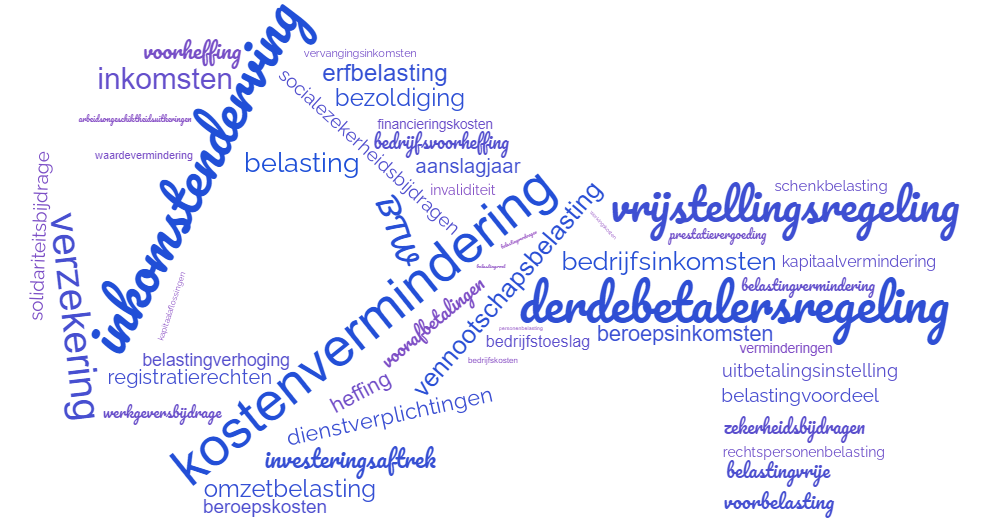 voorheffing
inkomsten
inkomstenderving
vervangingsinkomsten
erfbelasting
bezoldiging
socialezekerheidsbijdragen
arbeidsongeschiktheidsuitkeringen
financieringskosten
bedrijfsvoorheffing
waardevermindering
belasting
aanslagjaar
invaliditeit
solidariteitsbijdrage
verzekering
BTW
kostenvermindering
vennootschapsbelasting
schenkbelasting
vrijstellingsregeling
prestatievergoeding
bedrijfsinkomsten
kapitaalvermindering
kapitaalaflossingen
voorafbetalingen
belastingvermindering
derdebetalersregeling
personenbelasting
beroepsinkomsten
bedrijfstoeslag
verminderingen
belastingverhoging
bedrijfskosten
registratierechten
heffing
uitbetalingsinstelling
belastingvoordeel
werkgeversbijdrage
dienstverplichtingen
zekerheidsbijdragen
rechtspersonenbelasting
investeringsaftrek
belastingvrije
omzetbelasting
voorbelasting
beroepskosten